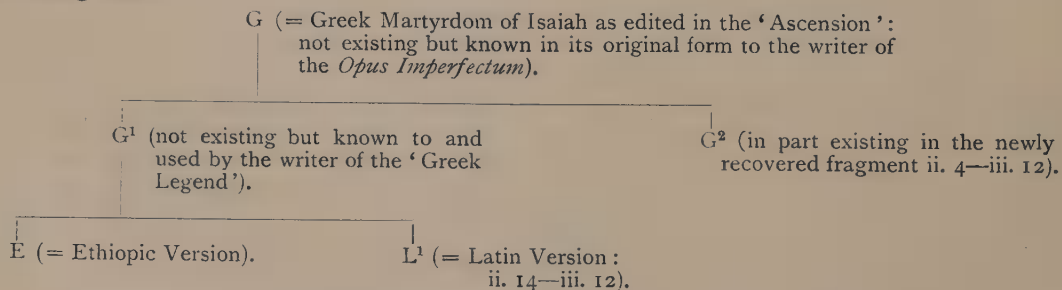 G (= Greek Martyrdom of Isaiah as edited in the ‘Ascension’:
not existing but known in its original form to the writer of
the Opus Imperfectum).
G¹ (not existing but known to and
used by the writer of the ‘Greek
Legend’).
G² (in part existing in the newly
recovered fragment ii. 4—iii. 12).
E (= Ethiopic Version).
L¹ (= Latin Version :
ii. 14—iii. 12).